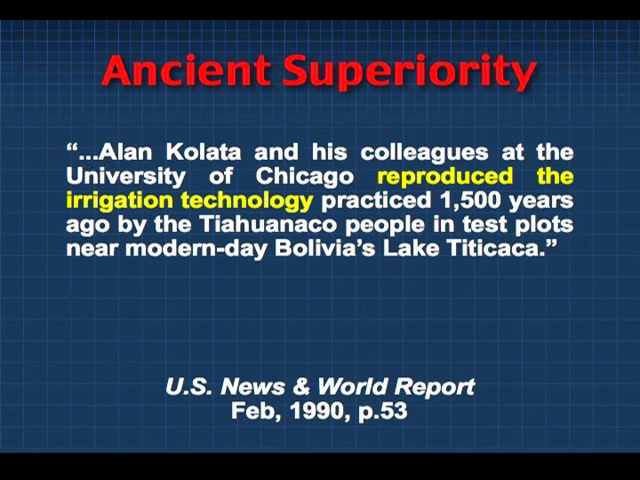 Ancient Superiority
“...Alan Kolata and his colleagues at the
University of Chicago reproduced the
irrigation technology practiced 1,500 years
ago by the Tiahuanaco people in test plots
near modern-day Bolivia’s Lake Titicaca.”
U.S. News & World Report
Feb, 1990, p.53